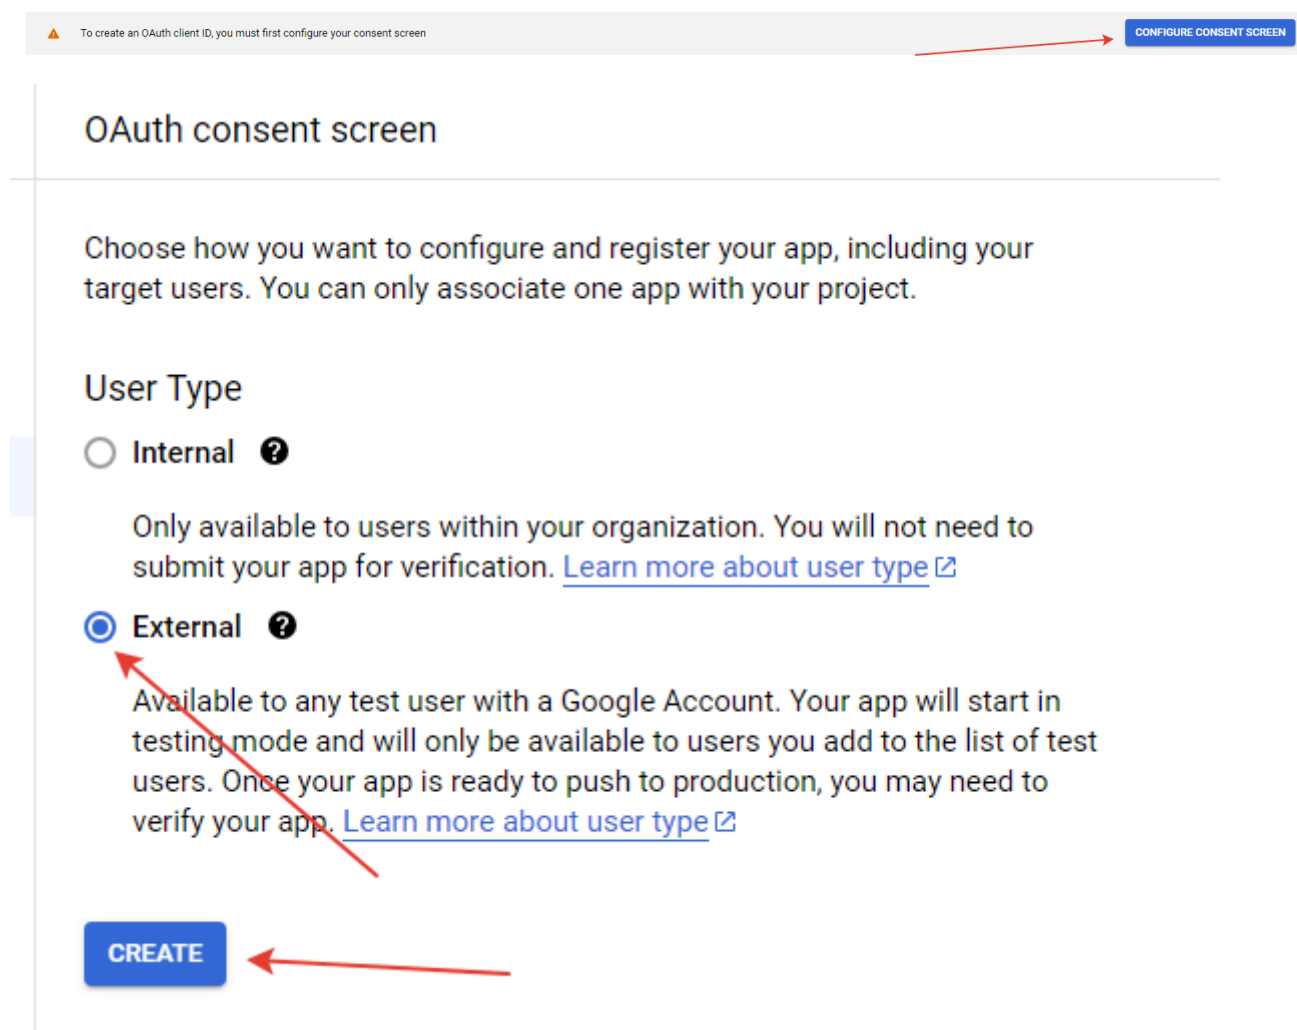 To create an OAuth client ID, you must first configure your consent screen
CONFIGURE CONSENT SCREEN
OAuth consent screen
Choose how you want to configure and register your app, including your
target users. You can only associate one app with your project.
User Type
Internal ?
Only available to users within your organization. You will not need to
submit your app for verification. Learn more about user type
External ?
Available to any test user with a Google Account. Your app will start in
testing mode and will only be available to users you add to the list of test
users. Once your app is ready to push to production, you may need to
verify your app. Learn more about user type
CREATE